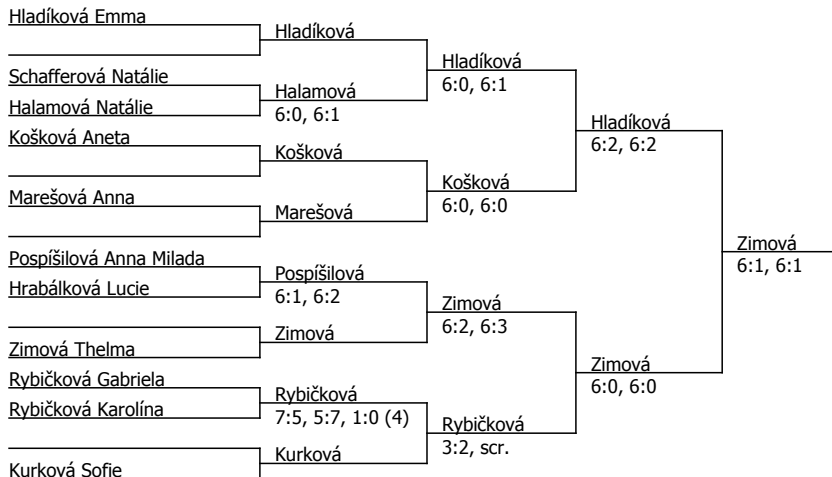 Hladíková Emma
Hladíková
Hladíková
6:0, 6:1
Schafferová Natálie
Halamová Natálie
Halamová
6:0, 6:1
Hladíková
6:2, 6:2
Košková Aneta
Košková
Košková
6:0, 6:0
Marešová Anna
Marešová
Zimová
6:1, 6:1
Pospíšilová Anna Milada
Hrabálková Lucie
Pospíšilová
6:1, 6:2
Zimová
6:2, 6:3
Zimová
Zimová Thelma
Zimová
6:0, 6:0
Rybičková Gabriela
Rybičková Karolína
Rybičková
7:5, 5:7, 1:0 (4)
Rybičková
3:2, scr.
Kurková
Kurková Sofie